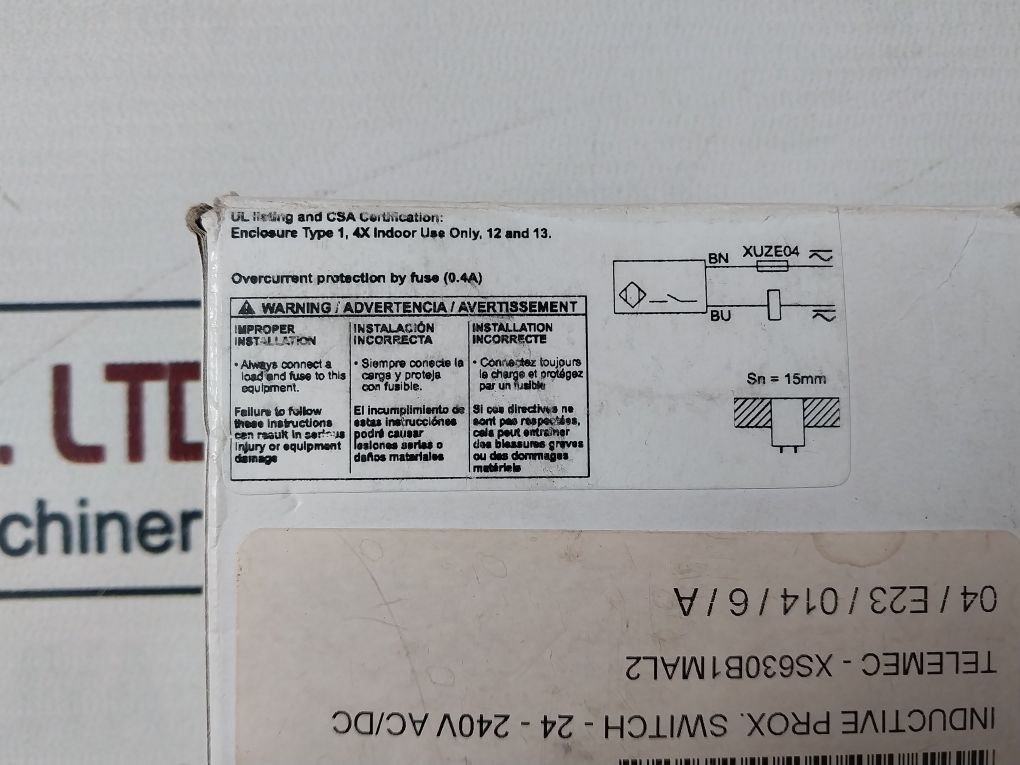 UL listing and CSA Certification:
Enclosure Type 1, 4X Indoor Use Only, 12 and 13.
Overcurrent protection by fuse (0.4A)
WARNING / ADVERTENCIA / AVERTISSEMENT
IMPROPER
INSTALLATION
• Always connect a
load and fuse to this
equipment.
Failure to follow
these instructions
can result in serious
injury or equipment
damage
INSTALACIÓN
INCORRECTA
• Siempre conecte la
carga y proteja
con fusible.
El incumplimiento de
estas instrucciónes
podrá causar
lesiones serias o
daños materiales
INSTALLATION
INCORRECTE
• Connectez toujours
la charge et protégez
par un fusible
Si ces directives ne
sont pas respectées,
cela peut entraîner
des blessures graves
ou des dommages
matériels
BN XUZE04
BU
Sn = 15mm
. LTD
chiner
INDUCTIVE PROX. SWITCH - 24 - 240V AC/DC
TELEMEC - XS630B1MAL2
04 / E23 / 014 / 6 / A